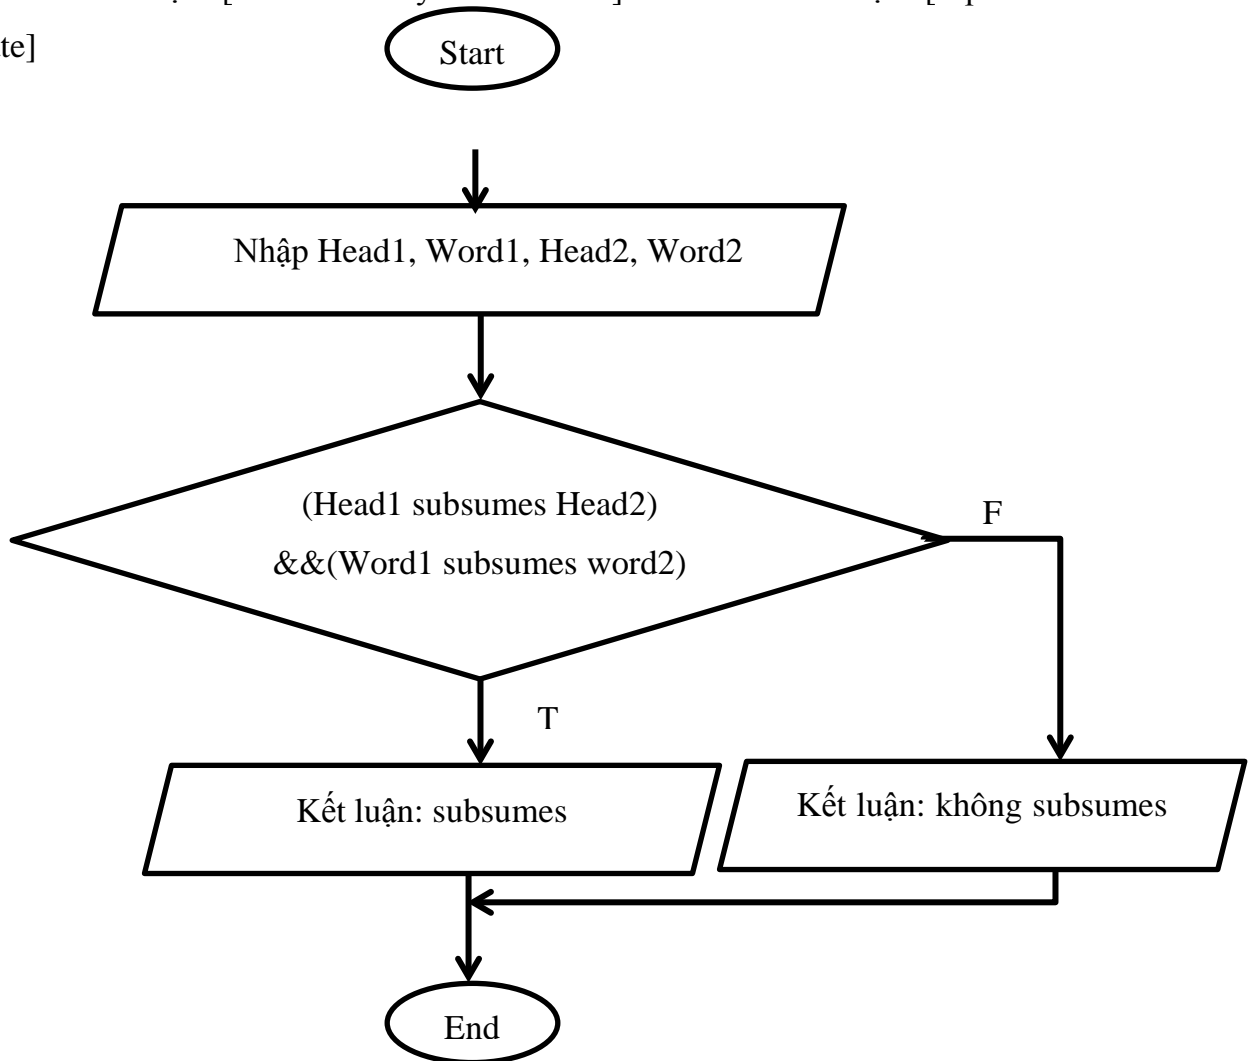 te]
Start
Nhập Head1, Word1, Head2, Word2
(Head1 subsumes Head2)
&&(Word1 subsumes word2)
F
T
Kết luận: subsumes
Kết luận: không subsumes
End